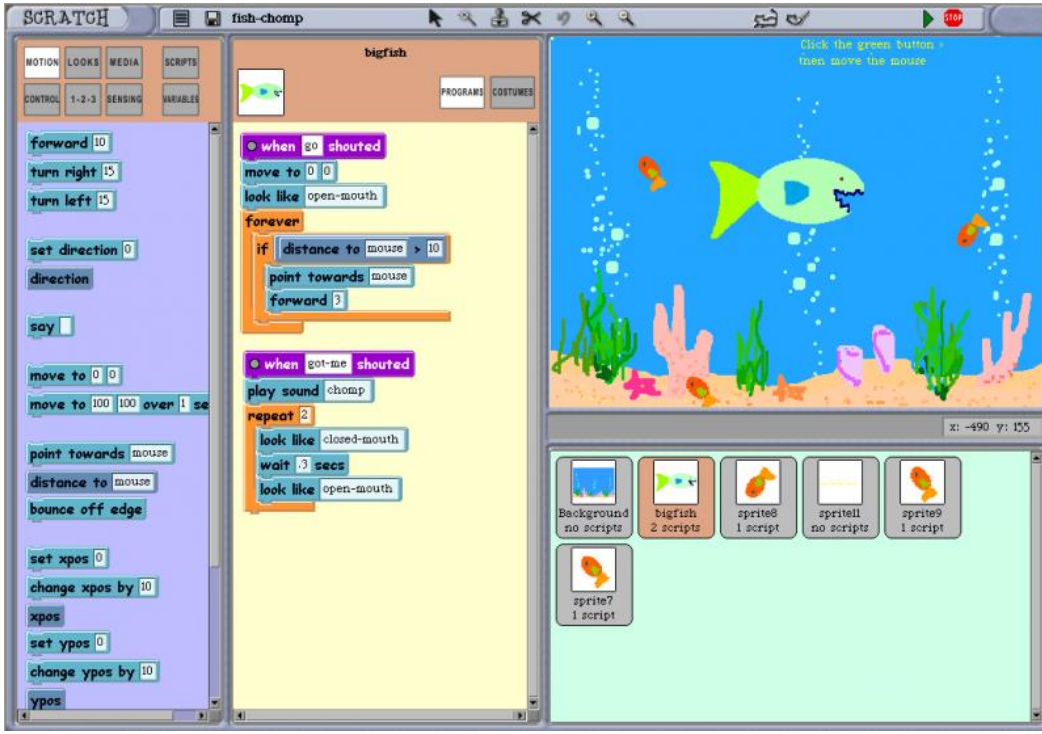 SCRATCH
fish-chomp
STOP
MOTION LOOKS MEDIA SCRIPTS
CONTROL 1-2-3 SENSING VARIABLES
forward 10
turn right 15
turn left 15
set direction 0
direction
say
move to 0 0
move to 100 100 over 1 se
point towards mouse
distance to mouse
bounce off edge
set xpos 0
change xpos by 10
xpos
set ypos 0
change ypos by 10
ypos
bigfish
PROGRAMS COSTUMES
when go shouted
move to 0 0
look like open-mouth
forever
if distance to mouse > 10
point towards mouse
forward 3
when got-me shouted
play sound chomp
repeat 2
look like closed-mouth
wait .3 secs
look like open-mouth
Click the green button -
then move the mouse
x: -490 y: 155
Background
no scripts
bigfish
2 scripts
sprite8
1 script
sprite11
no scripts
sprite9
1 script
sprite7
1 script